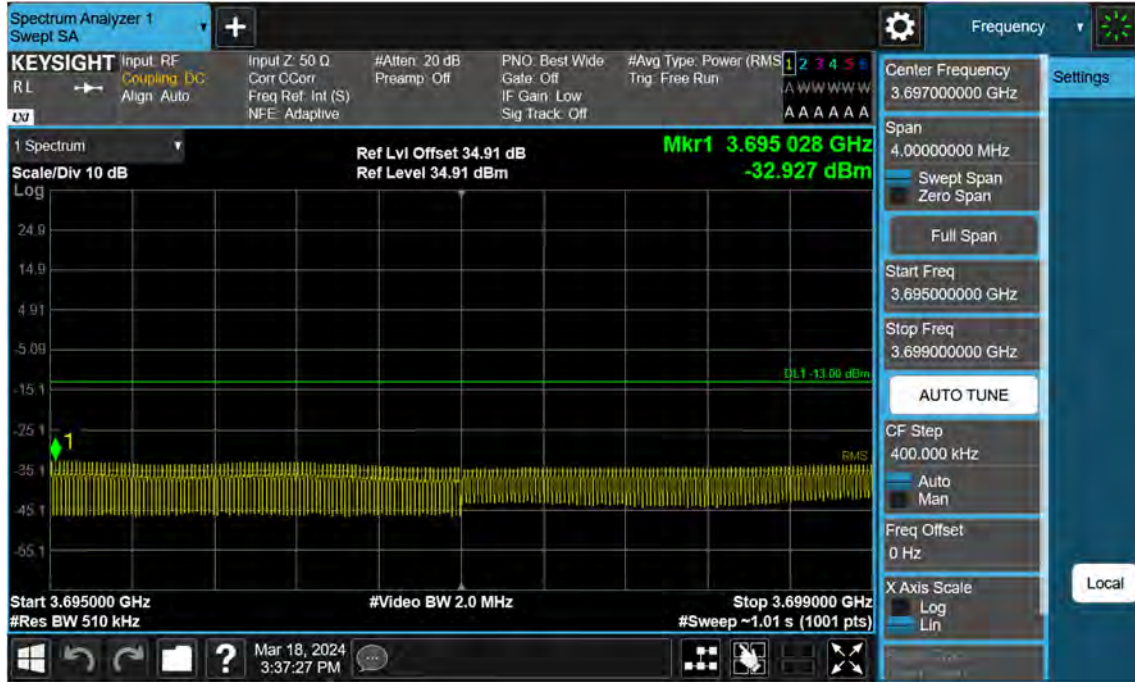 Spectrum Analyzer 1
Swept SA
+
Frequency
KEYSIGHT
RL
LXI
Input: RF
Coupling: DC
Align: Auto
Input Z: 50 Ω
Corr CCorr
Freq Ref: Int (S)
NFE: Adaptive
#Atten: 20 dB
Preamp: Off
PNO: Best Wide
Gate: Off
IF Gain: Low
Sig Track: Off
#Avg Type: Power (RMS
Trig: Free Run
1 2 3 4 5 6
A W W W W W
A A A A A A
Center Frequency
3.697000000 GHz
Settings
1 Spectrum
Scale/Div 10 dB
Ref Lvl Offset 34.91 dB
Ref Level 34.91 dBm
Mkr1 3.695 028 GHz
-32.927 dBm
Span
4.00000000 MHz
Swept Span
Zero Span
Full Span
Start Freq
3.695000000 GHz
Stop Freq
3.699000000 GHz
AUTO TUNE
CF Step
400.000 kHz
Auto
Man
Freq Offset
0 Hz
X Axis Scale
Log
Lin
Local
Log
24.9
14.9
4.91
-5.09
-15.1
-25.1
-35.1
-45.1
-55.1
DL1 -13.00 dBm
1
RMS
Start 3.695000 GHz
#Res BW 510 kHz
#Video BW 2.0 MHz
Stop 3.699000 GHz
#Sweep ~1.01 s (1001 pts)
?
Mar 18, 2024
3:37:27 PM